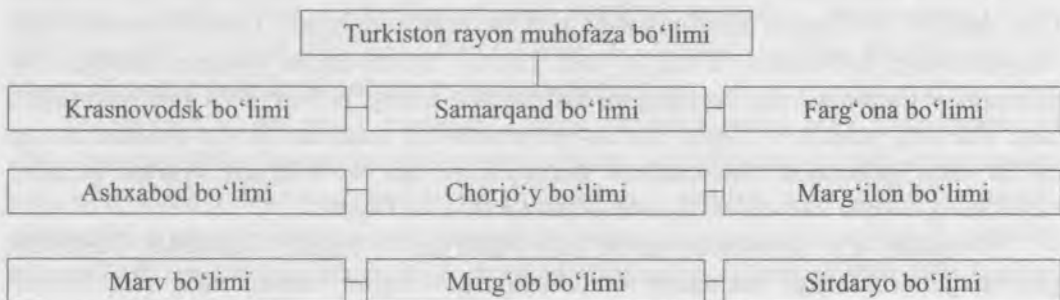 Turkiston rayon muhofaza bo‘limi
Krasnovodsk bo‘limi Samarqand bo‘limi Farg‘ona bo‘limi
Ashxabod bo‘limi Chorjo‘y bo‘limi Marg‘ilon bo‘limi
Marv bo‘limi Murg‘ob bo‘limi Sirdaryo bo‘limi